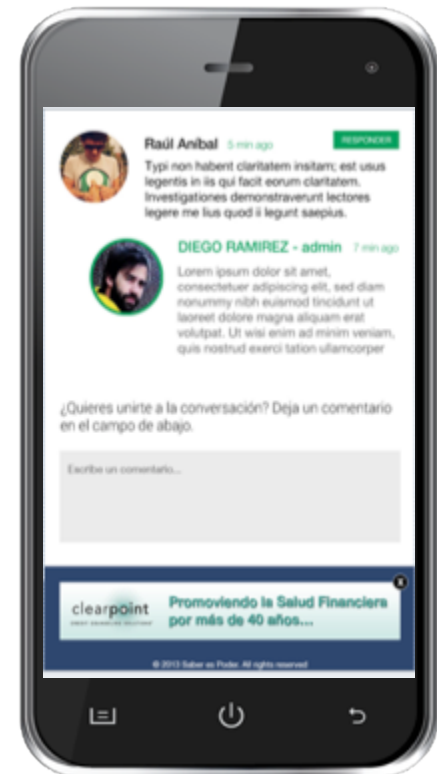 Raúl Aníbal 5 min ago RESPONDER
Typi non habent claritatem insitam; est usus
legentis in iis qui facit eorum claritatem.
Investigationes demonstraverunt lectores
legere me lius quod ii legunt saepius.
DIEGO RAMIREZ - admin 7 min ago
Lorem ipsum dolor sit amet,
consectetuer adipiscing elit, sed diam
nonummy nibh euismod tincidunt ut
laoreet dolore magna aliquam erat
volutpat. Ut wisi enim ad minim veniam,
quis nostrud exerci tation ullamcorper
¿Quieres unirte a la conversación? Deja un comentario
en el campo de abajo.
Escribe un comentario...
X
clearpoint
CREDIT COUNSELING SOLUTIONS
Promoviendo la Salud Financiera
por más de 40 años...
© 2013 Saber es Poder. All rights reserved